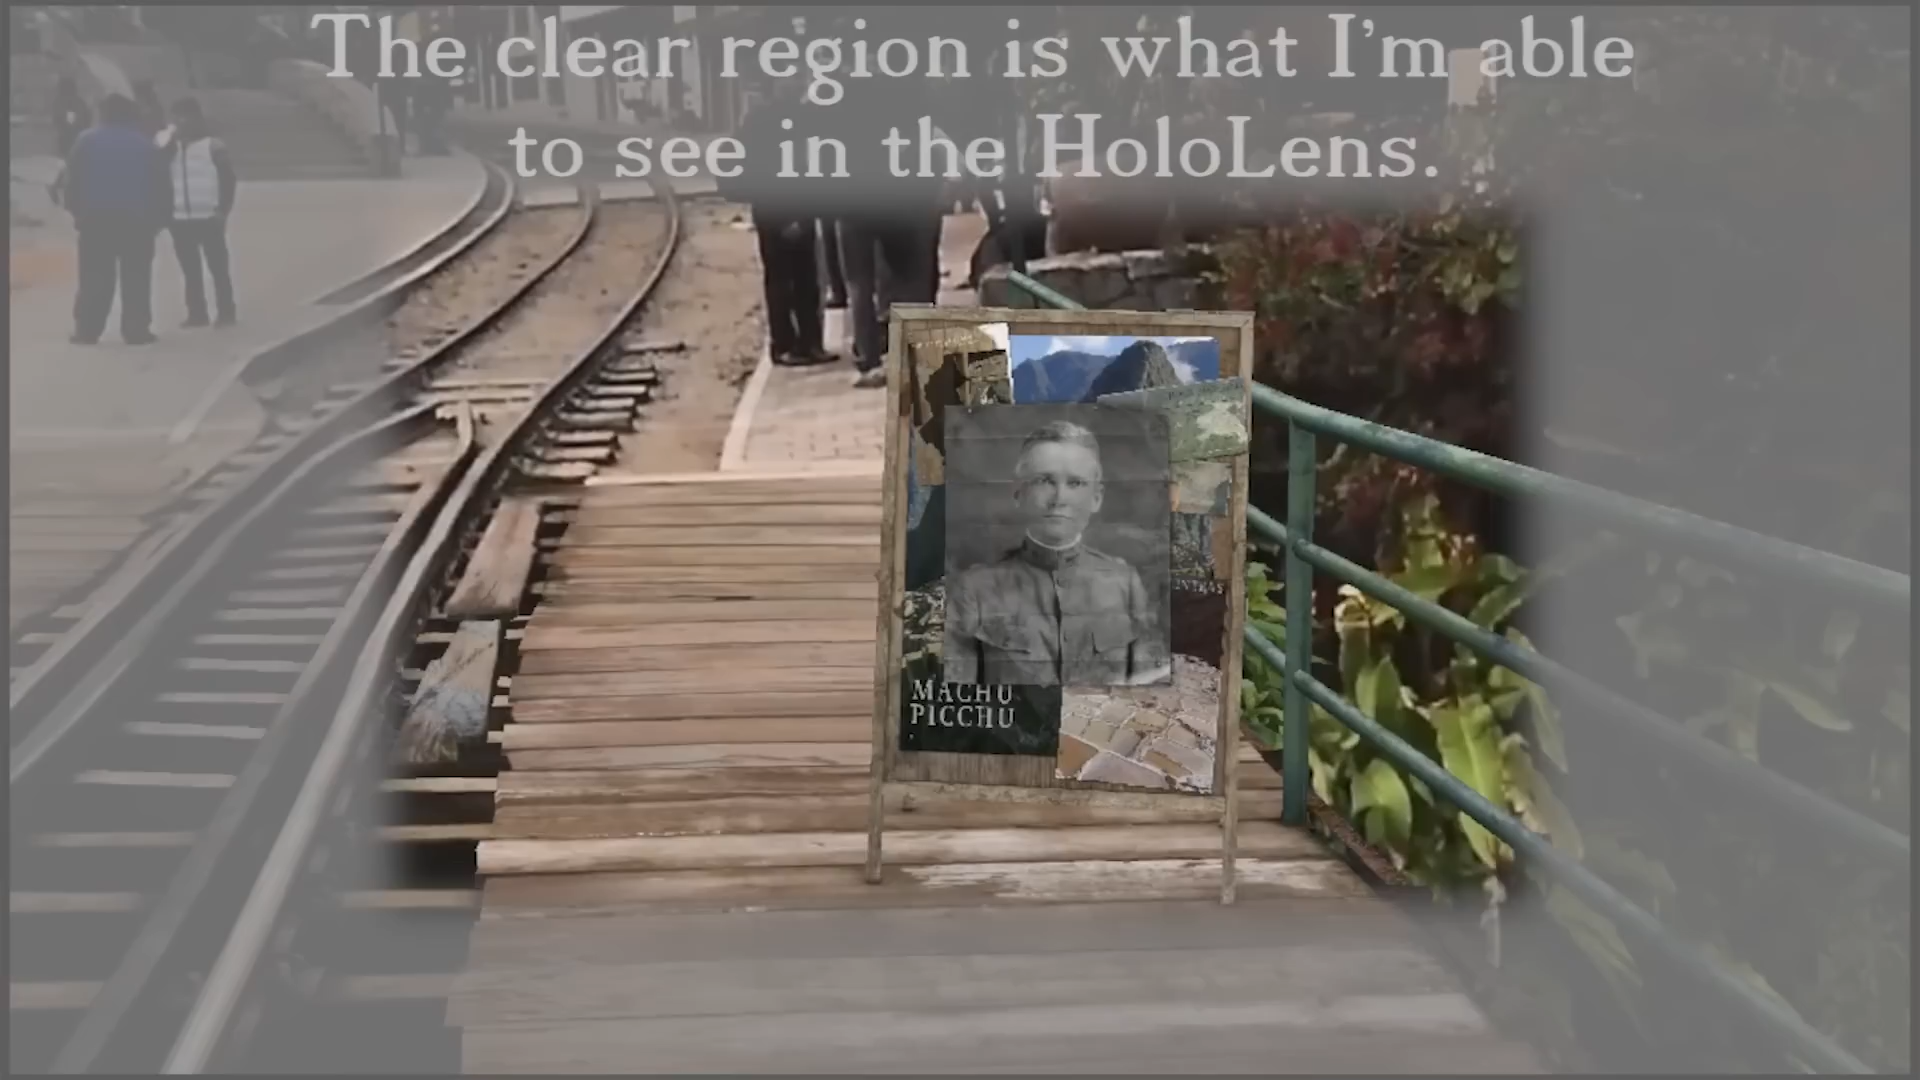 The clear region is what I'm able
to see in the HoloLens.
MACHU
PICCHU